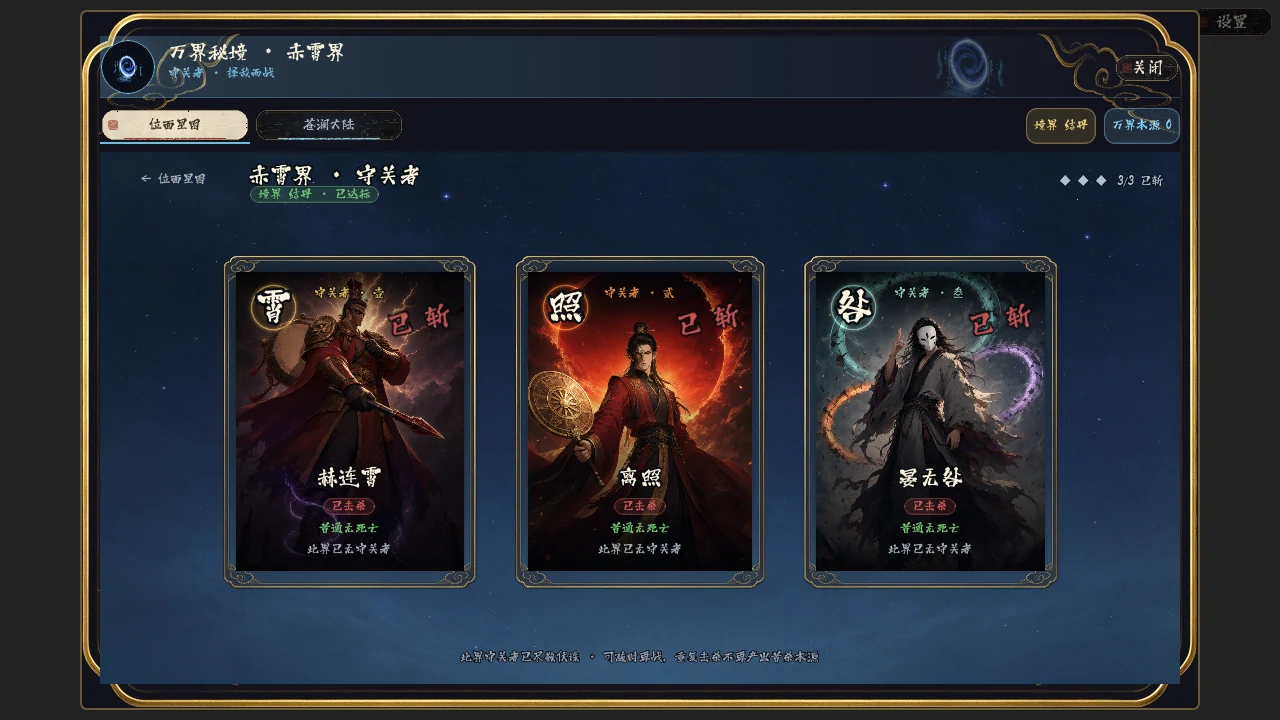 设置
万界秘境 · 赤霄界
守关者 · 择敌而战
关闭
位面星图
苍澜大陆
境界 结丹
万界本源 0
← 位面星图
赤霄界 · 守关者
境界 结丹 · 已达标
3/3 已斩
霄
守关者 · 壹
已斩
赫连霄
已击杀
普通无死亡
此界已无守关者
照
守关者 · 贰
已斩
离照
已击杀
普通无死亡
此界已无守关者
咎
守关者 · 叁
已斩
晏无咎
已击杀
普通无死亡
此界已无守关者
此界守关者已尽数伏诛 · 可随时再战,重复击杀不再产出首杀本源